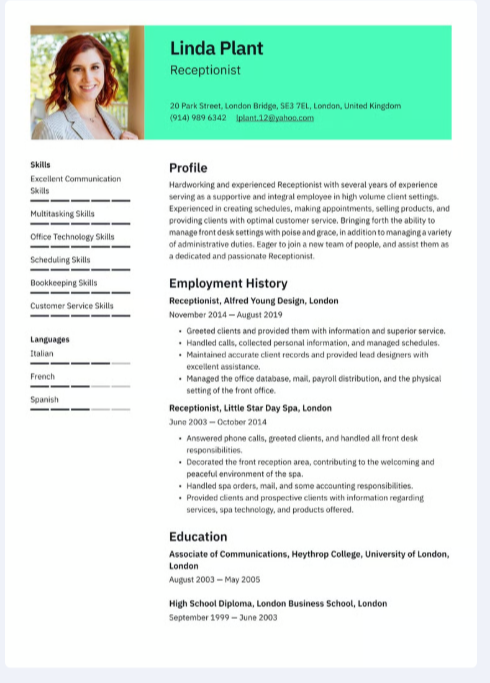 Linda Plant
Receptionist
20 Park Street, London Bridge, SE3 7EL, London, United Kingdom
(914) 989 6342 lplant.12@yahoo.com
Skills
Excellent Communication
Skills
Multitasking Skills
Office Technology Skills
Scheduling Skills
Bookkeeping Skills
Customer Service Skills
Languages
Italian
French
Spanish
Profile
Hardworking and experienced Receptionist with several years of experience
serving as a supportive and integral employee in high volume client settings.
Experienced in creating schedules, making appointments, selling products, and
providing clients with optimal customer service. Bringing forth the ability to
manage front desk settings with poise and grace, in addition to managing a variety
of administrative duties. Eager to join a new team of people, and assist them as
a dedicated and passionate Receptionist.
Employment History
Receptionist, Alfred Young Design, London
November 2014 — August 2019
• Greeted clients and provided them with information and superior service.
• Handled calls, collected personal information, and managed schedules.
• Maintained accurate client records and provided lead designers with
excellent assistance.
• Managed the office database, mail, payroll distribution, and the physical
setting of the front office.
Receptionist, Little Star Day Spa, London
June 2003 — October 2014
• Answered phone calls, greeted clients, and handled all front desk
responsibilities.
• Decorated the front reception area, contributing to the welcoming and
peaceful environment of the spa.
• Handled spa orders, mail, and some accounting responsibilities.
• Provided clients and prospective clients with information regarding
services, spa technology, and products offered.
Education
Associate of Communications, Heythrop College, University of London,
London
August 2003 — May 2005
High School Diploma, London Business School, London
September 1999 — June 2003